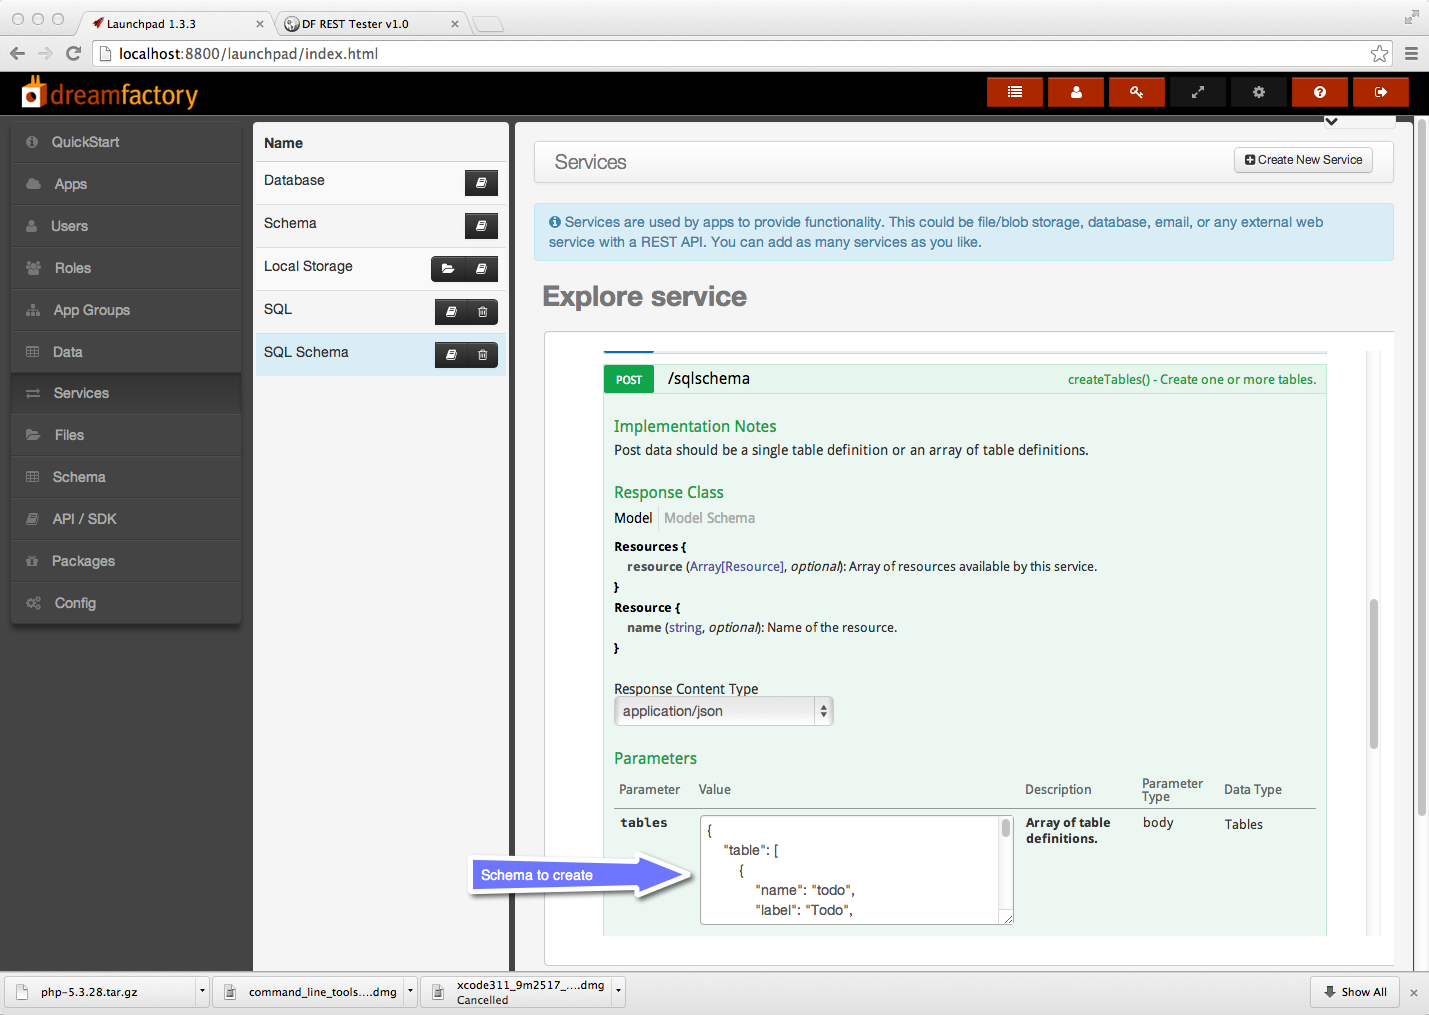 Launchpad 1.3.3
DF REST Tester v1.0
localhost:8800/launchpad/index.html
dreamfactory
QuickStart
Apps
Users
Roles
App Groups
Data
Services
Files
Schema
API / SDK
Packages
Config
Name
Database
Schema
Local Storage
SQL
SQL Schema
Services
Create New Service
Services are used by apps to provide functionality. This could be file/blob storage, database, email, or any external web
service with a REST API. You can add as many services as you like.
Explore service
POST /sqlschema createTables() - Create one or more tables.
Implementation Notes
Post data should be a single table definition or an array of table definitions.
Response Class
Model Model Schema
Resources {
resource (Array[Resource], optional): Array of resources available by this service.
}
Resource {
name (string, optional): Name of the resource.
}
Response Content Type
application/json
Parameters
Parameter Value Description Parameter Type Data Type
tables
{
"table": [
{
"name": "todo",
"label": "Todo",
Array of table
definitions.
body
Tables
Schema to create
php-5.3.28.tar.gz
command_line_tools....dmg
xcode311_9m2517_....dmg
Cancelled
Show All